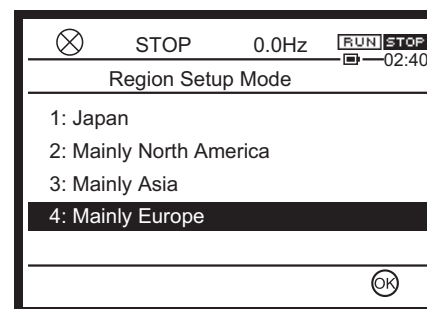 STOP 0.0Hz RUN STOP
02:40
Region Setup Mode
1: Japan
2: Mainly North America
3: Mainly Asia
4: Mainly Europe
OK